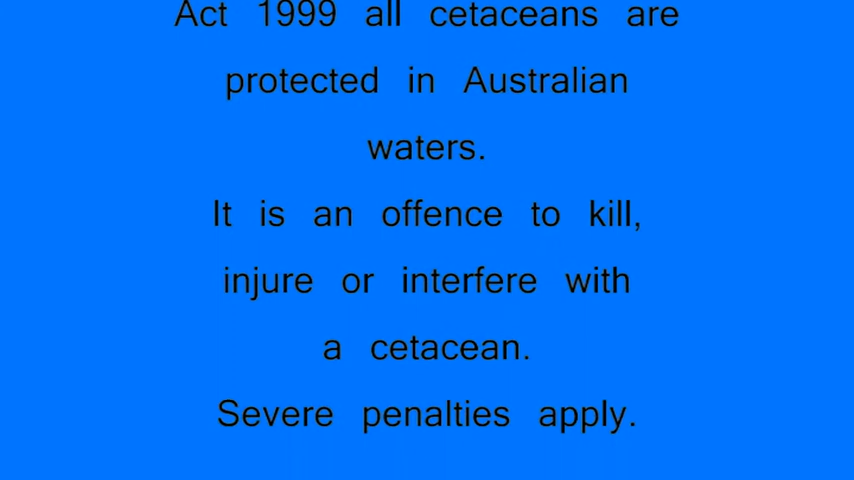 Act 1999 all cetaceans are
protected in Australian
waters.
It is an offence to kill,
injure or interfere with
a cetacean.
Severe penalties apply.